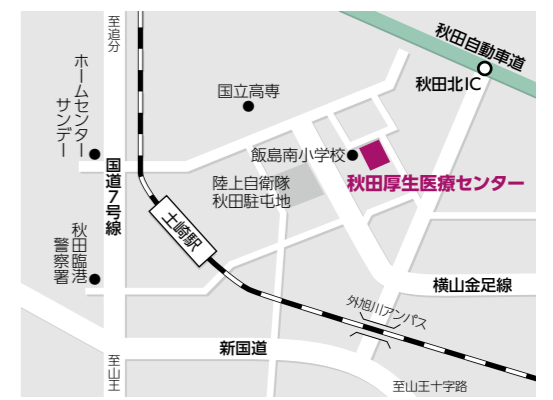 至追分
ホームセンター
サンデー
国道7号線
秋田臨港
警察署
至山王
国立高専
飯島南小学校
陸上自衛隊
秋田駐屯地
土崎駅
新国道
秋田自動車道
秋田北IC
秋田厚生医療センター
横山金足線
外旭川アンパス
至山王十字路